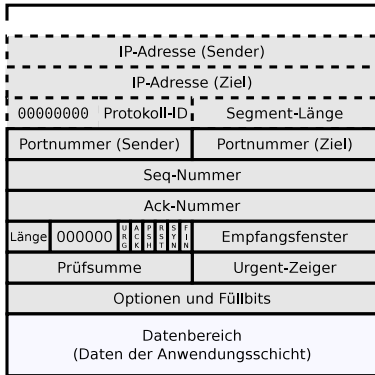 IP-Adresse (Sender)
IP-Adresse (Ziel)
00000000 Protokoll-ID Segment-Länge
Portnummer (Sender) Portnummer (Ziel)
Seq-Nummer
Ack-Nummer
Länge 000000 URG ACK PSH RST SYN FIN Empfangsfenster
Prüfsumme Urgent-Zeiger
Optionen und Füllbits
Datenbereich
(Daten der Anwendungsschicht)